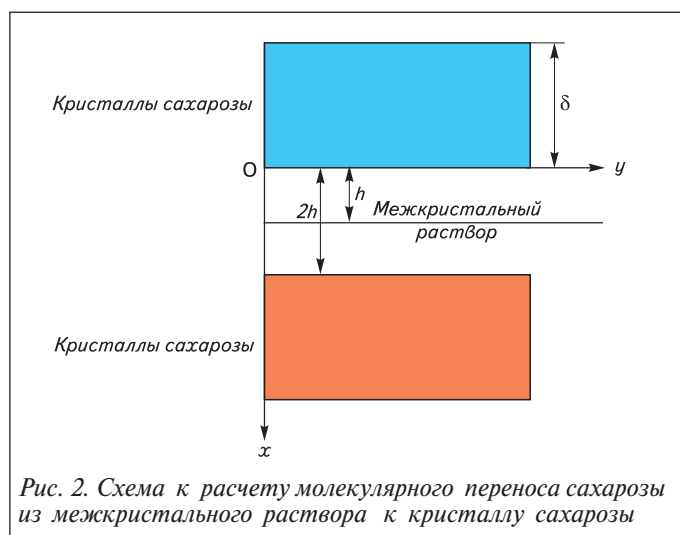 Кристаллы сахарозы
δ
O
y
h
2h
Межкристальный
раствор
Кристаллы сахарозы
x
Рис. 2. Схема к расчету молекулярного переноса сахарозы
из межкристального раствора к кристаллу сахарозы